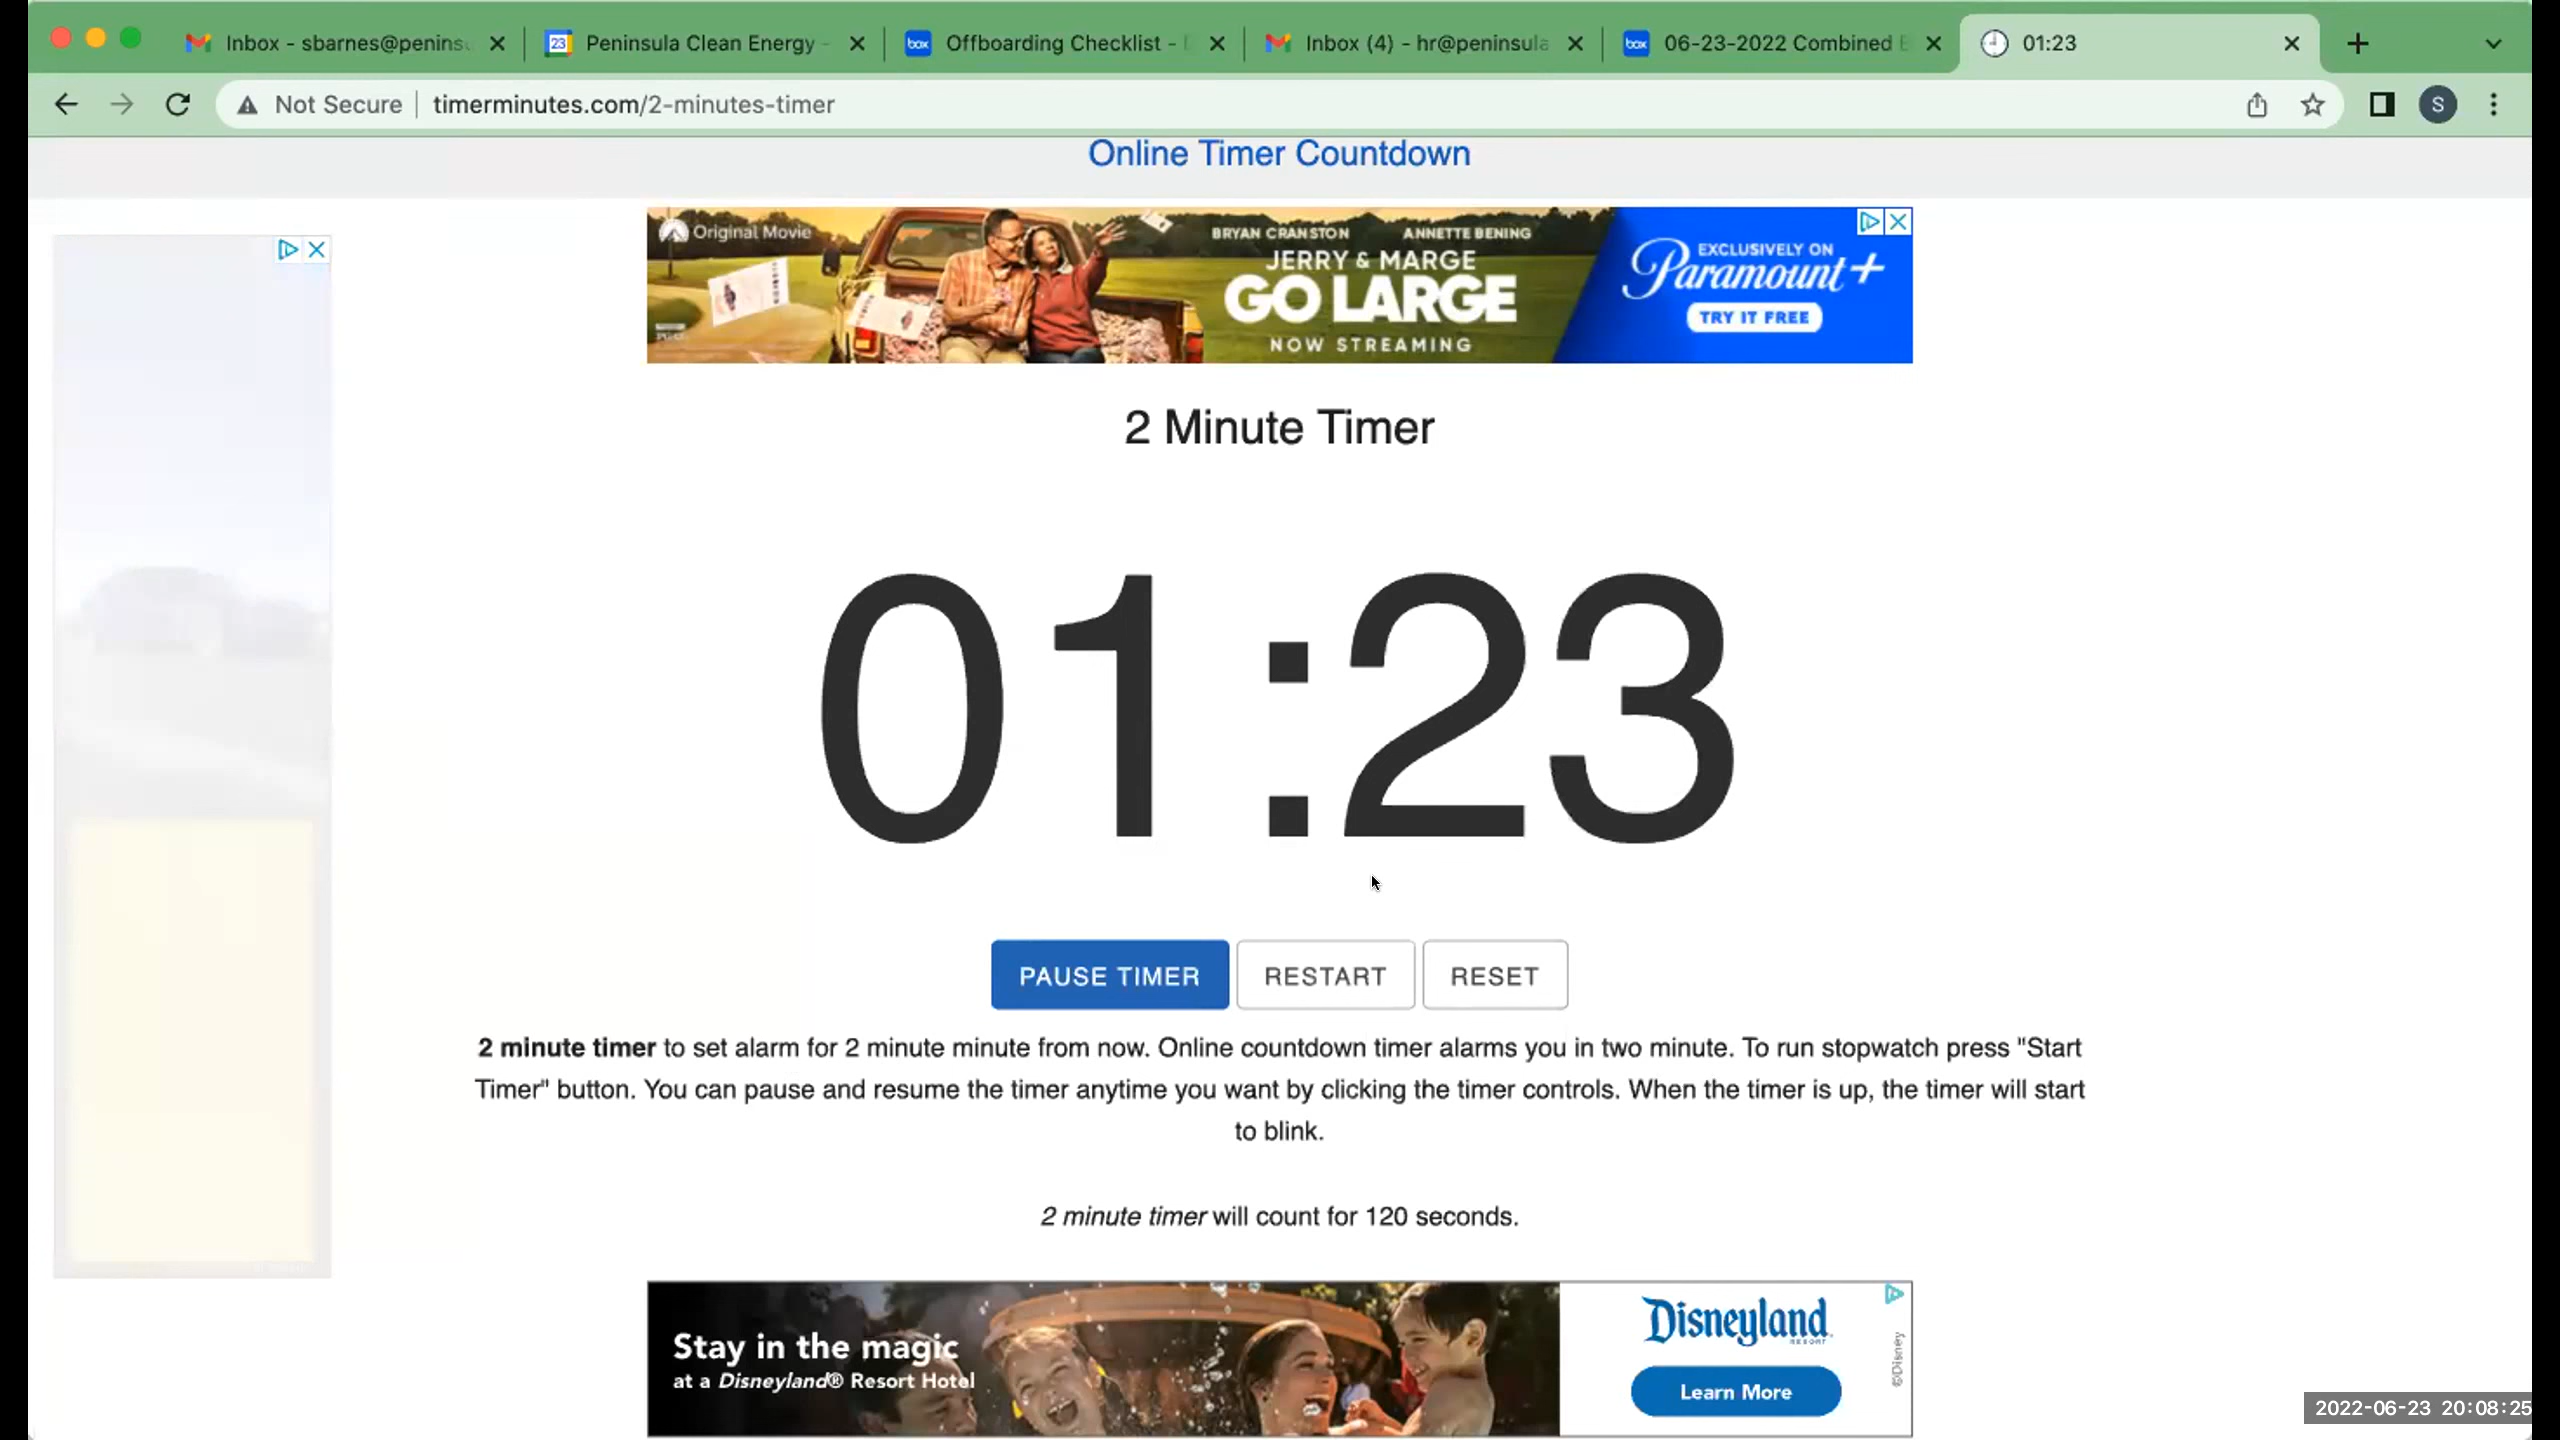 Inbox - sbarnes@penins
Peninsula Clean Energy -
Offboarding Checklist -
Inbox (4) - hr@peninsula
06-23-2022 Combined
01:23
Not Secure
timerminutes.com/2-minutes-timer
S
Online Timer Countdown
Original Movie
BRYAN CRANSTON ANNETTE BENING
JERRY & MARGE
GO LARGE
NOW STREAMING
EXCLUSIVELY ON
Paramount+
TRY IT FREE
2 Minute Timer
01:23
PAUSE TIMER RESTART RESET
2 minute timer to set alarm for 2 minute minute from now. Online countdown timer alarms you in two minute. To run stopwatch press "Start
Timer" button. You can pause and resume the timer anytime you want by clicking the timer controls. When the timer is up, the timer will start
to blink.
2 minute timer will count for 120 seconds.
Stay in the magic
at a Disneyland® Resort Hotel
Disneyland
RESORT
Learn More
©Disney
2022-06-23 20:08:25